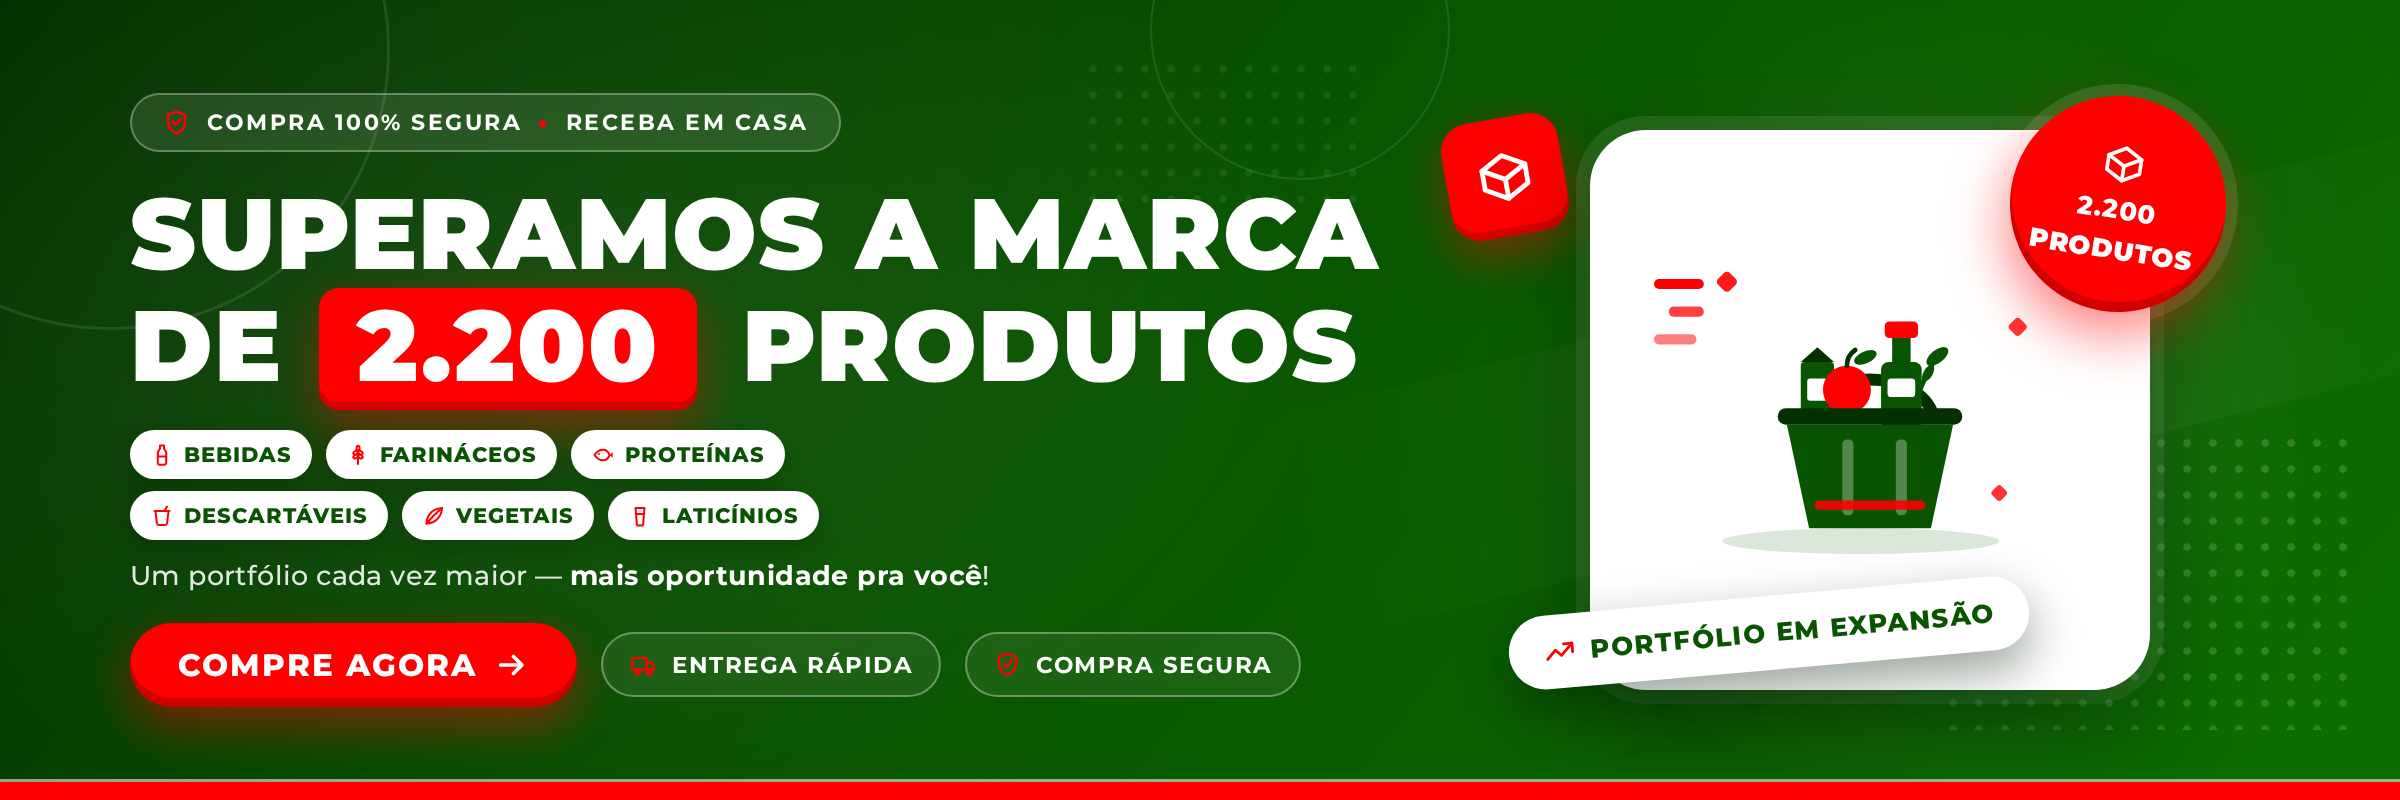 COMPRA 100% SEGURA • RECEBA EM CASA
SUPERAMOS A MARCA
DE 2.200 PRODUTOS
BEBIDAS
FARINÁCEOS
PROTEÍNAS
DESCARTÁVEIS
VEGETAIS
LATICÍNIOS
Um portfólio cada vez maior — mais oportunidade pra você!
COMPRE AGORA →
ENTREGA RÁPIDA
COMPRA SEGURA
2.200
PRODUTOS
PORTFÓLIO EM EXPANSÃO